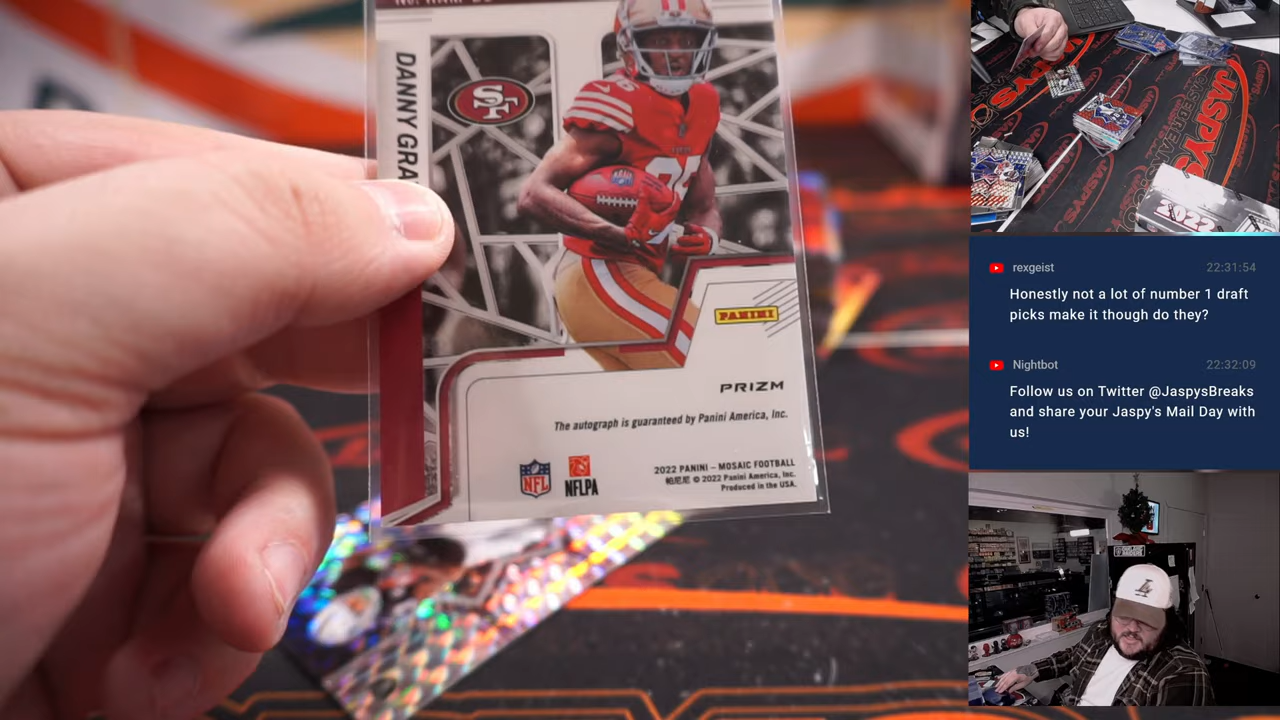 DANNY GRA
SF
PANINI
PRIZM
The autograph is guaranteed by Panini America, Inc.
NFL
NFLPA
2022 PANINI – MOSAIC FOOTBALL
帕尼尼 © 2022 Panini America, Inc.
Produced in the USA.
JASPYS
2022
rexgeist
22:31:54
Honestly not a lot of number 1 draft
picks make it though do they?
Nightbot
22:32:09
Follow us on Twitter @JaspysBreaks
and share your Jaspy's Mail Day with
us!